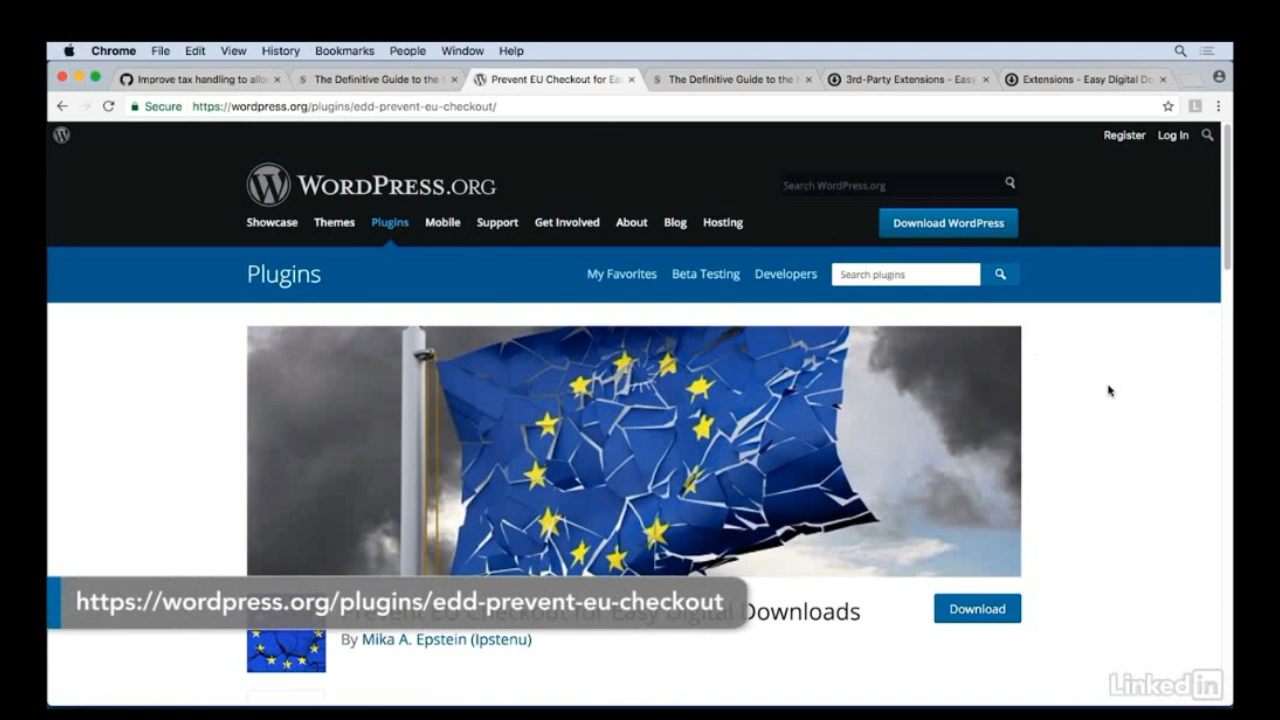 Chrome File Edit View History Bookmarks People Window Help
Improve tax handling to allo
The Definitive Guide to the
Prevent EU Checkout for Ea
The Definitive Guide to the
3rd-Party Extensions - Easy
Extensions - Easy Digital Do
Secure https://wordpress.org/plugins/edd-prevent-eu-checkout/
Register Log In
WORDPRESS.ORG
Search WordPress.org
Showcase Themes Plugins Mobile Support Get Involved About Blog Hosting
Download WordPress
Plugins
My Favorites Beta Testing Developers
Search plugins
https://wordpress.org/plugins/edd-prevent-eu-checkout
Downloads
Download
By Mika A. Epstein (Ipstenu)
Linked in